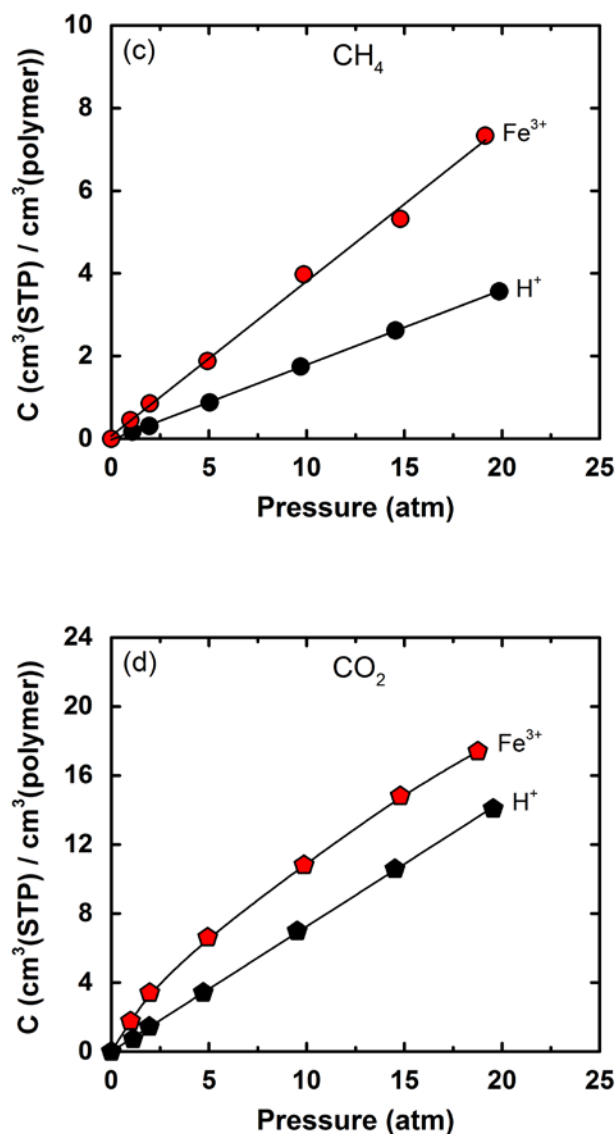 (c)
CH₄
10
8
6
4
2
0
C (cm³(STP) / cm³(polymer))
Fe³⁺
H⁺
0 5 10 15 20 25
Pressure (atm)
(d)
CO₂
24
20
16
12
8
4
0
C (cm³(STP) / cm³(polymer))
Fe³⁺
H⁺
0 5 10 15 20 25
Pressure (atm)